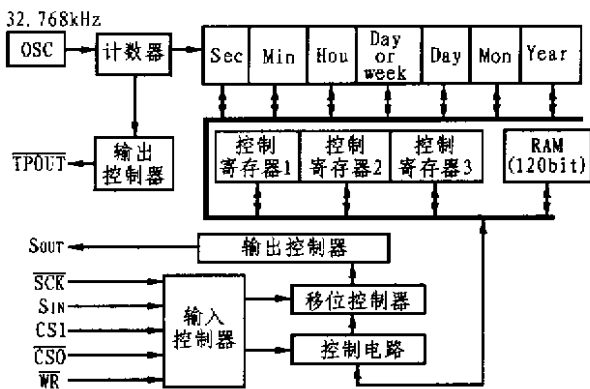 32.768kHz
OSC
计数器
Sec
Min
Hou
Day
or
week
Day
Mon
Year
TPOUT
输出
控制器
控制
寄存器1
控制
寄存器2
控制
寄存器3
RAM
(120bit)
SOUT
输出控制器
SCK
SIN
CS1
CS0
WR
输入
控制器
移位控制器
控制电路